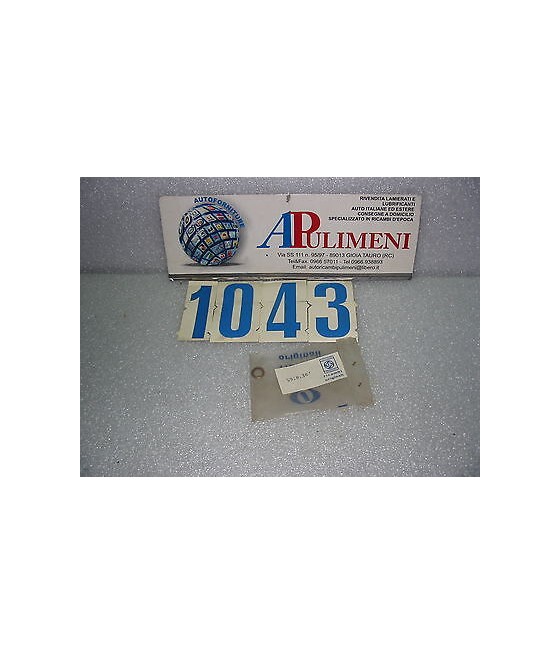 RIVENDITA LAMIERATI E
LUBRIFICANTI
AUTO ITALIANE ED ESTERE
CONSEGNE A DOMICILIO
SPECIALIZZATO IN RICAMBI D'EPOCA
AUTOFORNITURE
APULIMENI
Via SS 111 n. 95/97 - 89013 GIOIA TAURO (RC)
Tel&Fax. 0966 57011 - Tel 0966.938893
Email: autoricambipulimeni@libero.it
1043